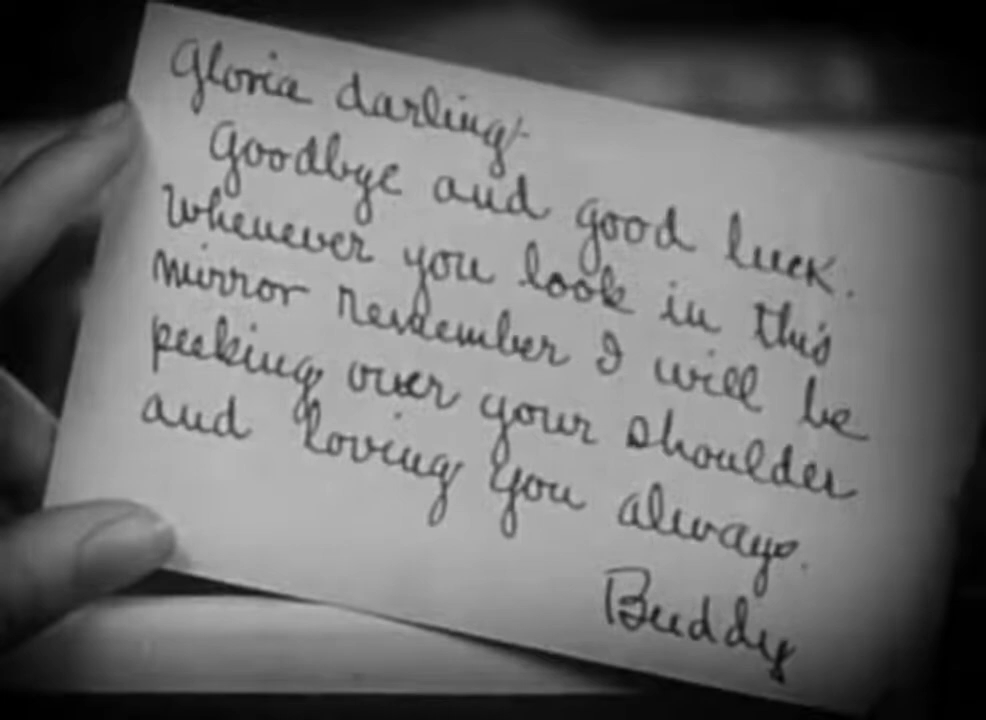 Gloria darling-
Goodbye and good luck.
Whenever you look in this
mirror remember I will be
peeking over your shoulder
and loving you always.
Buddy